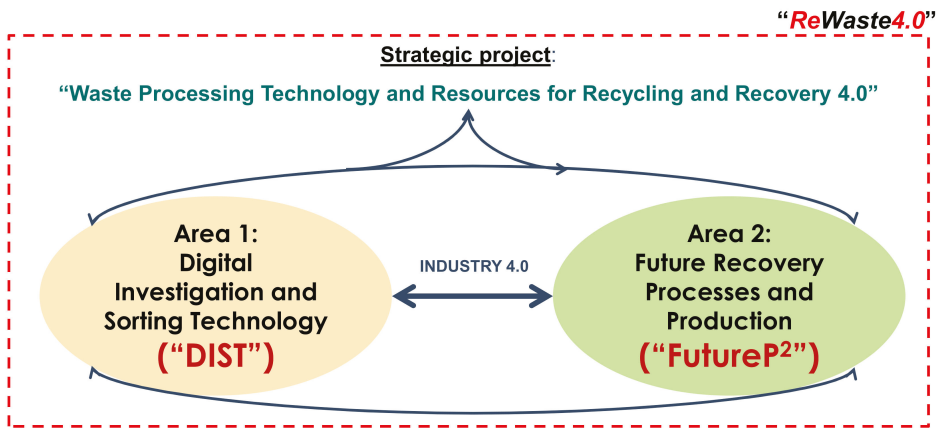 “ReWaste4.0”
Strategic project:
“Waste Processing Technology and Resources for Recycling and Recovery 4.0”
Area 1:
Digital
Investigation and
Sorting Technology
(“DIST”)
INDUSTRY 4.0
Area 2:
Future Recovery
Processes and
Production
(“FutureP²”)